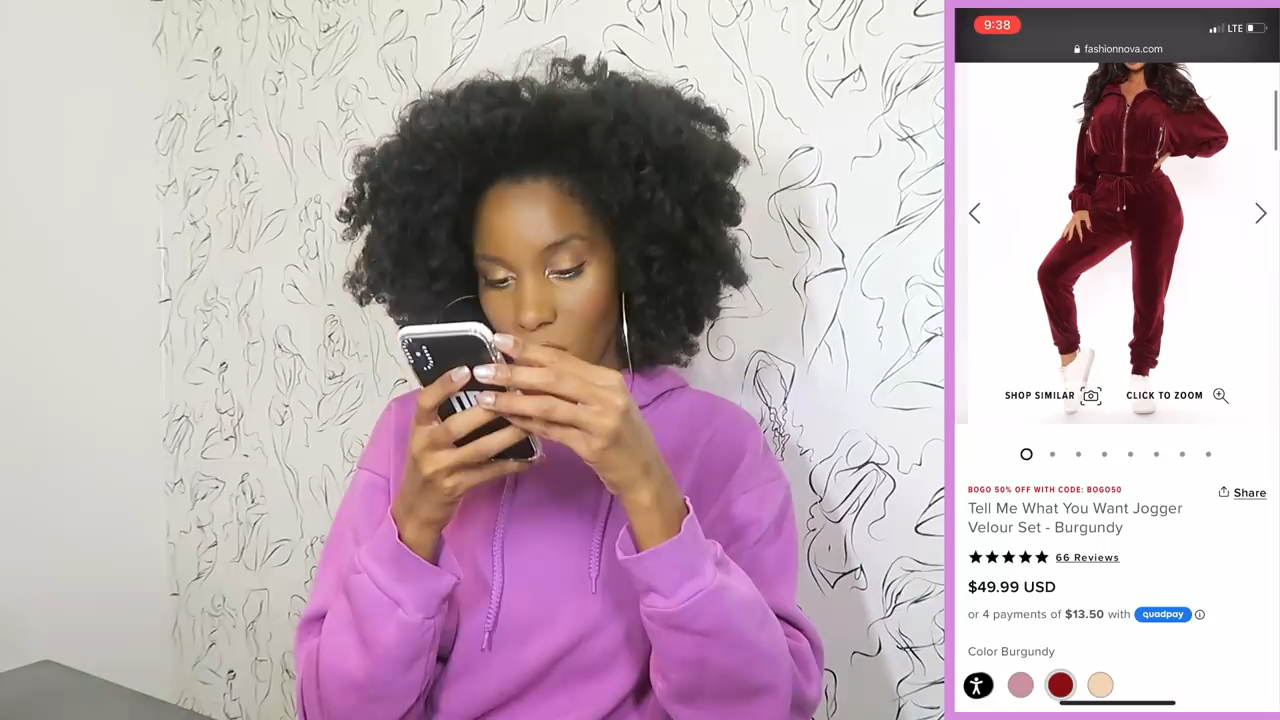 9:38
LTE
fashionnova.com
SHOP SIMILAR
CLICK TO ZOOM
BOGO 50% OFF WITH CODE: BOGO50
Share
Tell Me What You Want Jogger
Velour Set - Burgundy
66 Reviews
$49.99 USD
or 4 payments of $13.50 with quadpay
Color Burgundy